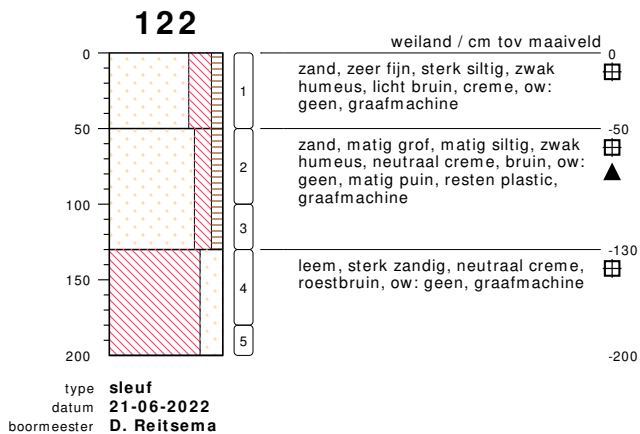 122
weiland / cm tov maaiveld
0
0
1
zand, zeer fijn, sterk siltig, zwak
humeus, licht bruin, creme, ow:
geen, graafmachine
50
-50
2
zand, matig grof, matig siltig, zwak
humeus, neutraal creme, bruin, ow:
geen, matig puin, resten plastic,
graafmachine
100
3
-130
leem, sterk zandig, neutraal creme,
roestbruin, ow: geen, graafmachine
150
4
5
200
-200
type sleuf
datum 21-06-2022
boormeester D. Reitsema